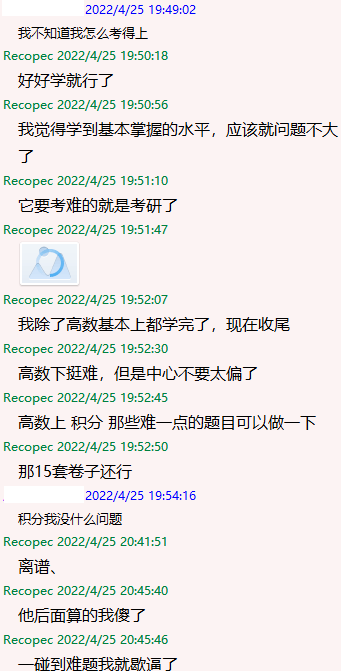 2022/4/25 19:49:02
我不知道我怎么考得上
Recopec 2022/4/25 19:50:18
好好学就行了
Recopec 2022/4/25 19:50:56
我觉得学到基本掌握的水平，应该就问题不大
了
Recopec 2022/4/25 19:51:10
它要考难的就是考研了
Recopec 2022/4/25 19:51:47
Recopec 2022/4/25 19:52:07
我除了高数基本上都学完了，现在收尾
Recopec 2022/4/25 19:52:30
高数下挺难，但是中心不要太偏了
Recopec 2022/4/25 19:52:45
高数上 积分 那些难一点的题目可以做一下
Recopec 2022/4/25 19:52:50
那15套卷子还行
2022/4/25 19:54:16
积分我没什么问题
Recopec 2022/4/25 20:41:51
离谱、
Recopec 2022/4/25 20:45:40
他后面算的我傻了
Recopec 2022/4/25 20:45:46
一碰到难题我就歇逼了